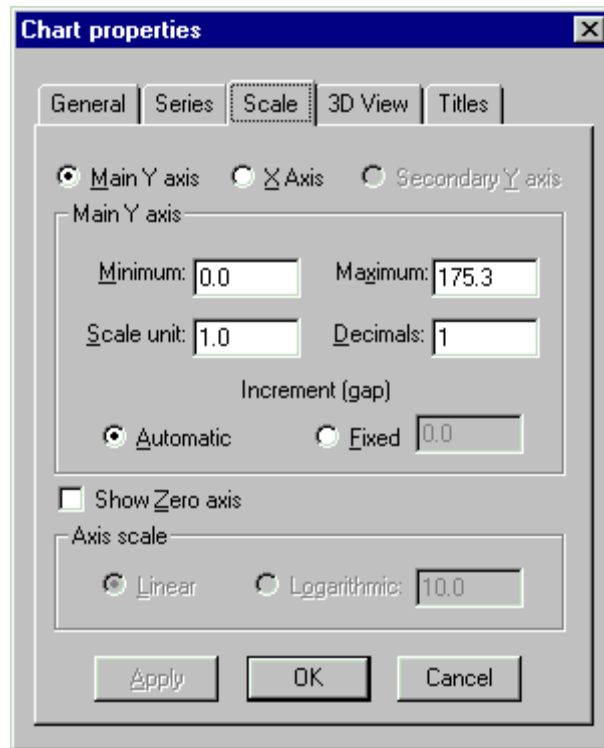 Chart properties
General Series Scale 3D View Titles
Main Y axis X Axis Secondary Y axis
Main Y axis
Minimum: 0.0 Maximum: 175.3
Scale unit: 1.0 Decimals: 1
Increment (gap)
Automatic Fixed 0.0
Show Zero axis
Axis scale
Linear Logarithmic: 10.0
Apply OK Cancel